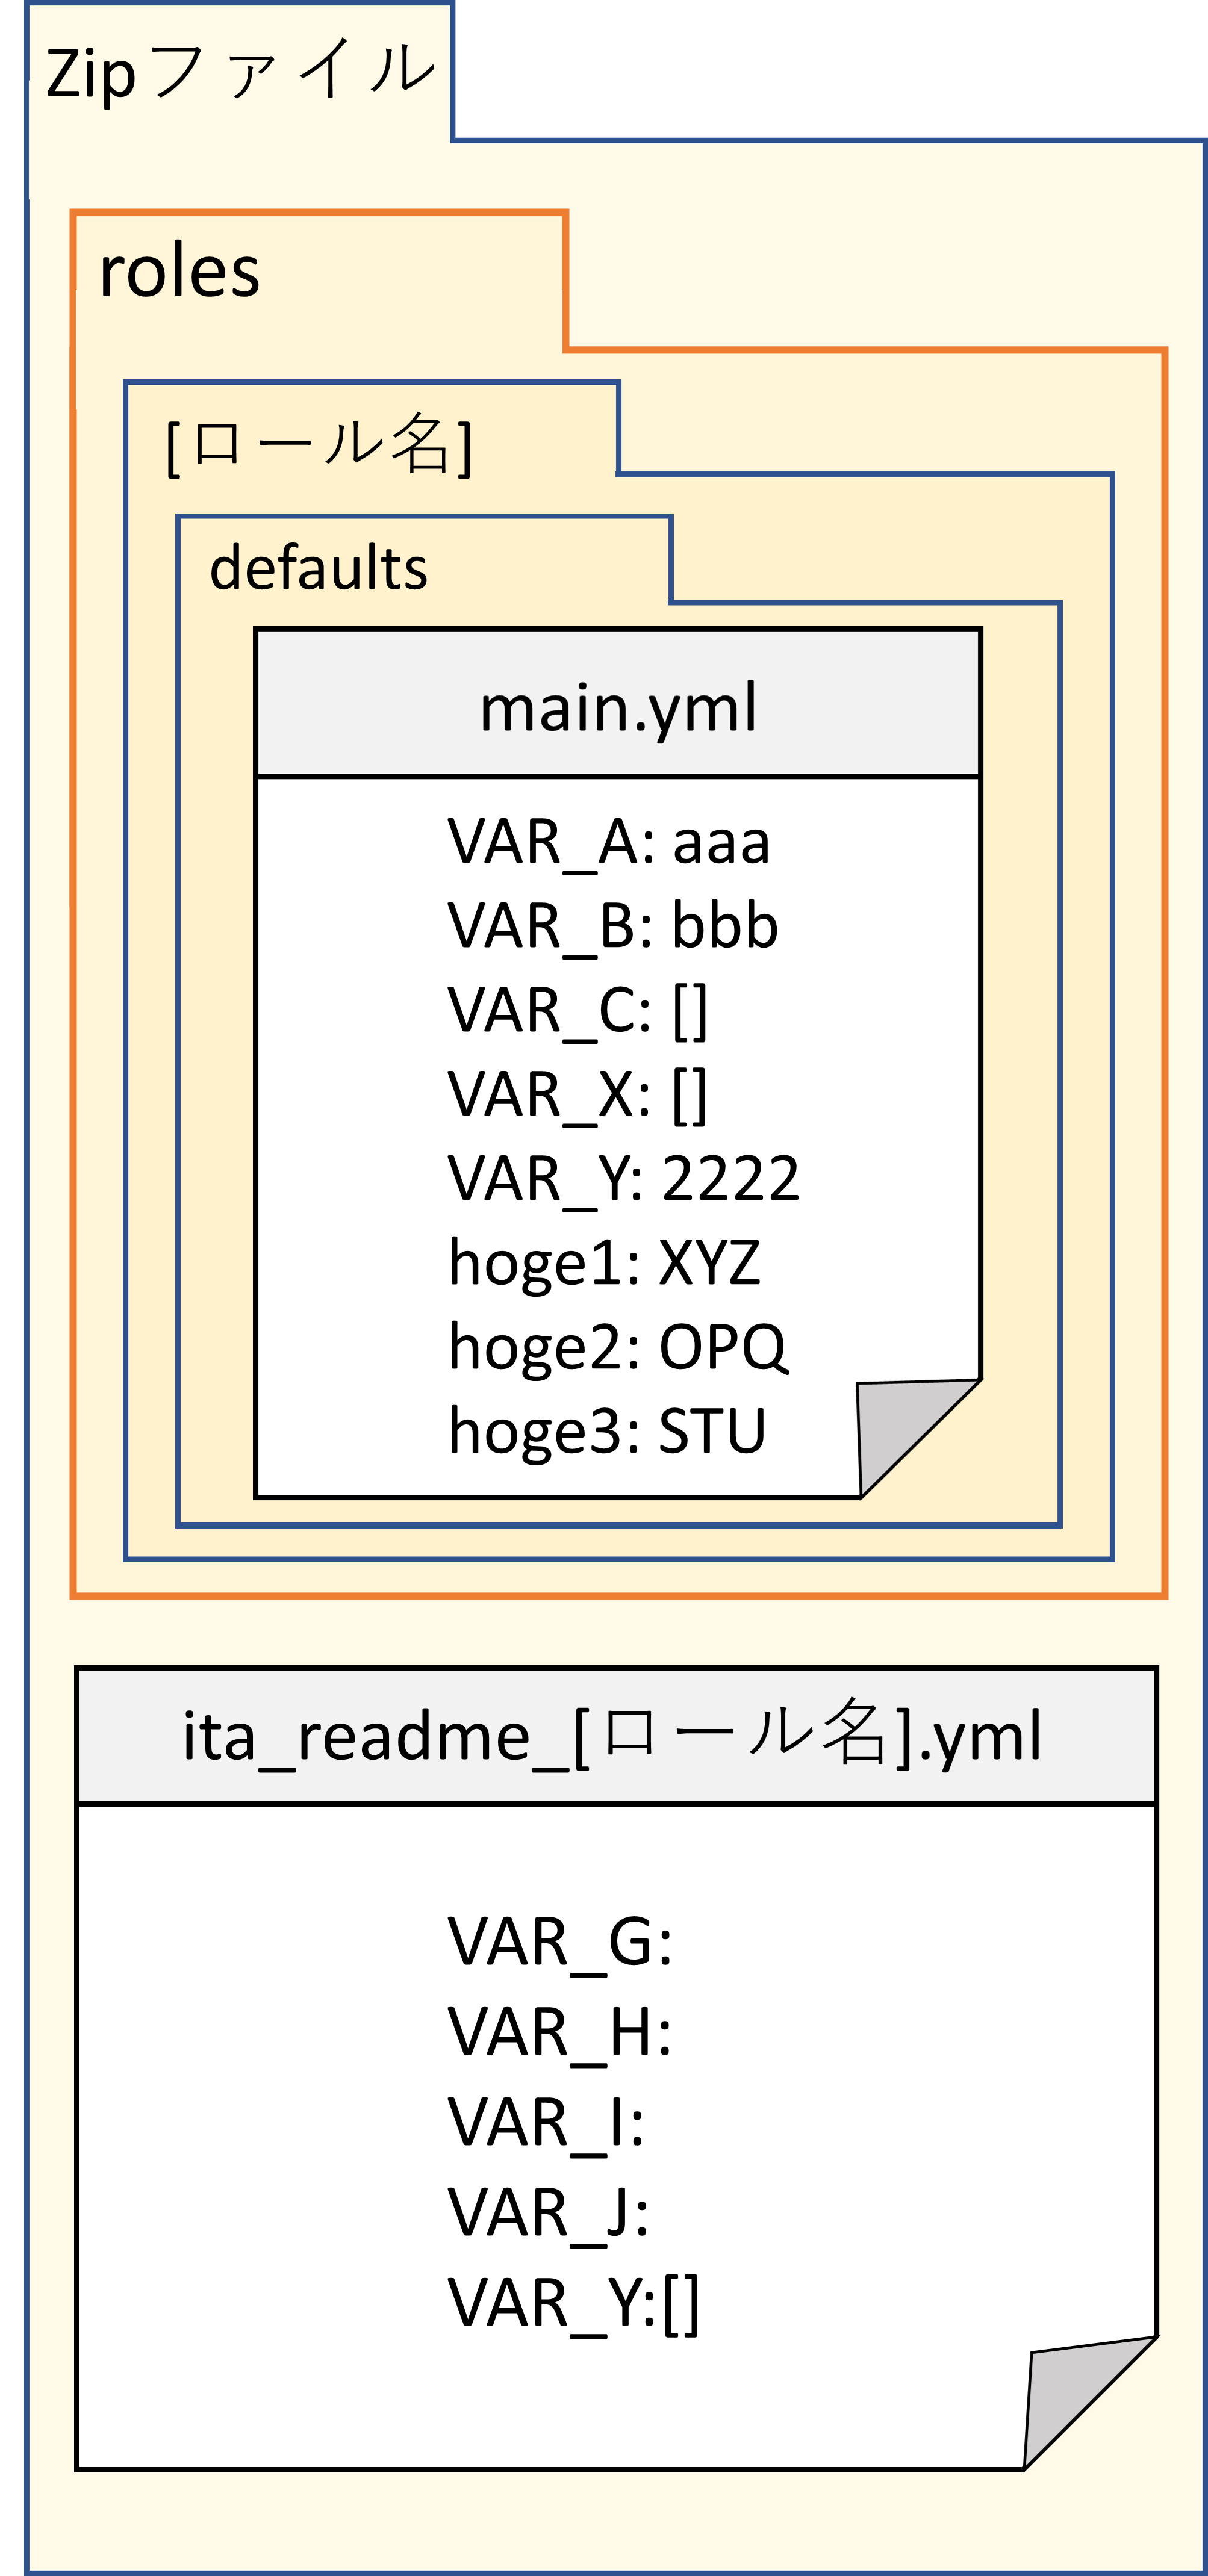 Zipファイル
roles
[ロール名]
defaults
main.yml
VAR_A: aaa
VAR_B: bbb
VAR_C: []
VAR_X: []
VAR_Y: 2222
hoge1: XYZ
hoge2: OPQ
hoge3: STU
ita_readme_[ロール名].yml
VAR_G:
VAR_H:
VAR_I:
VAR_J:
VAR_Y:[]